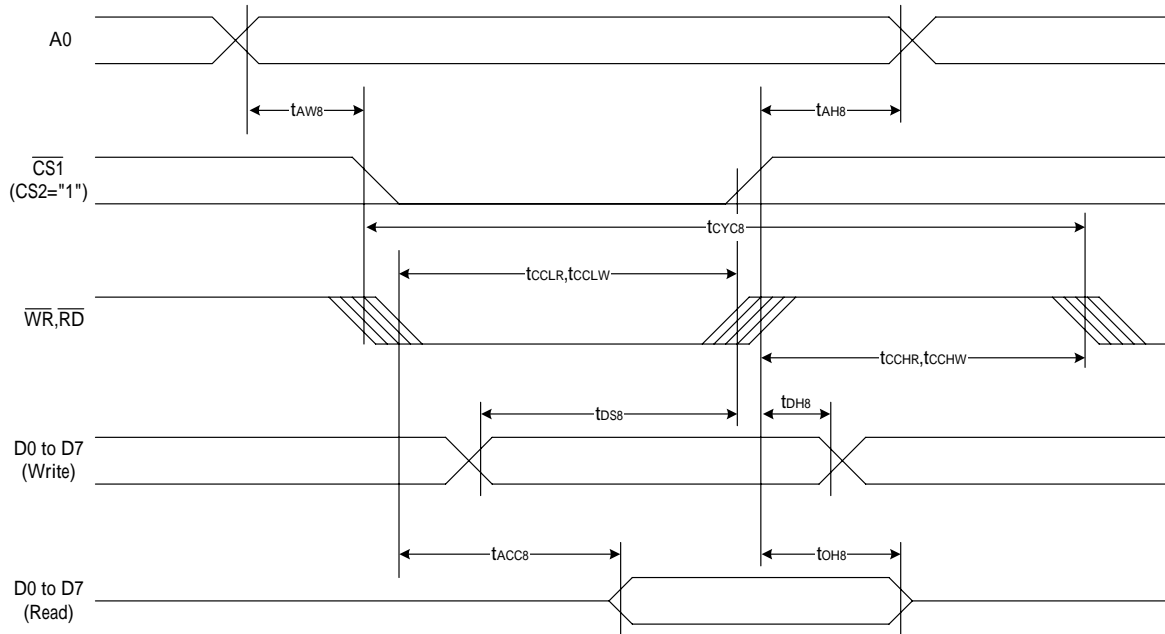 A0
tAW8
tAH8
CS1
(CS2="1")
tCYC8
tCCLR,tCCLW
WR,RD
tCCHR,tCCHW
tDS8
tDH8
D0 to D7
(Write)
tACC8
tOH8
D0 to D7
(Read)